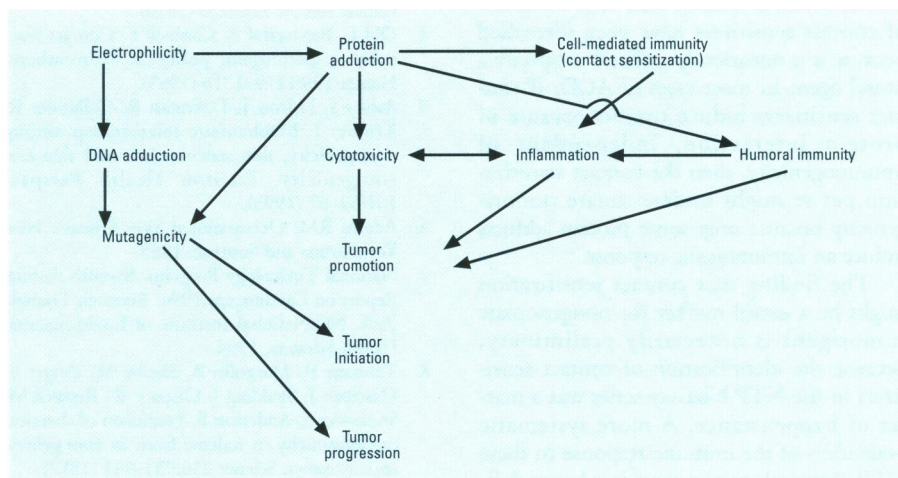 Electrophilicity
Protein
adduction
Cell-mediated immunity
(contact sensitization)
DNA adduction
Cytotoxicity
Inflammation
Humoral immunity
Mutagenicity
Tumor
promotion
Tumor
Initiation
Tumor
progression